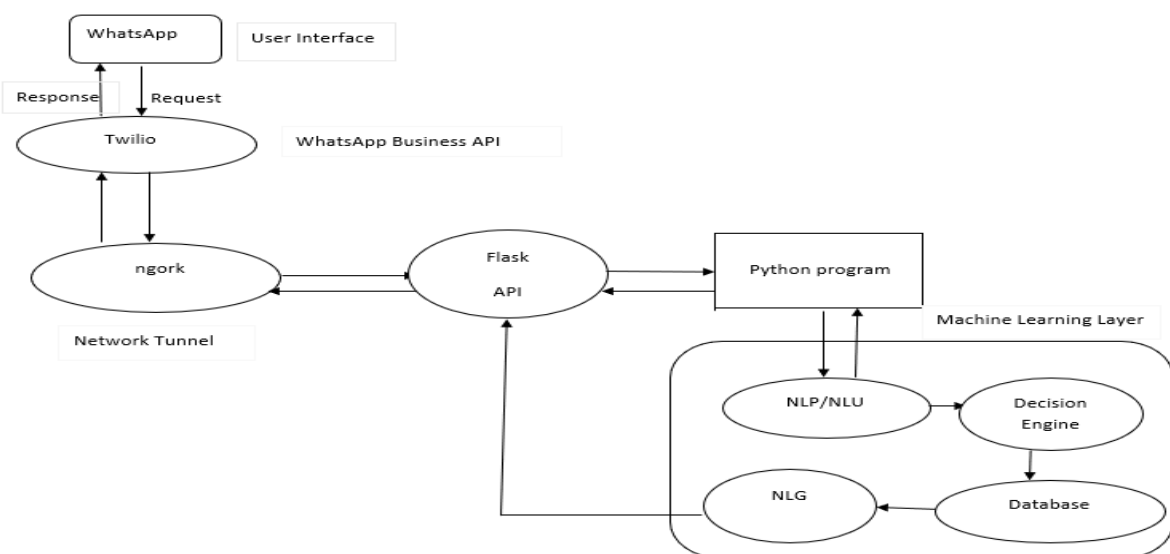 WhatsApp
User Interface
Response
Request
Twilio
WhatsApp Business API
ngork
Network Tunnel
Flask
API
Python program
Machine Learning Layer
NLP/NLU
Decision
Engine
NLG
Database